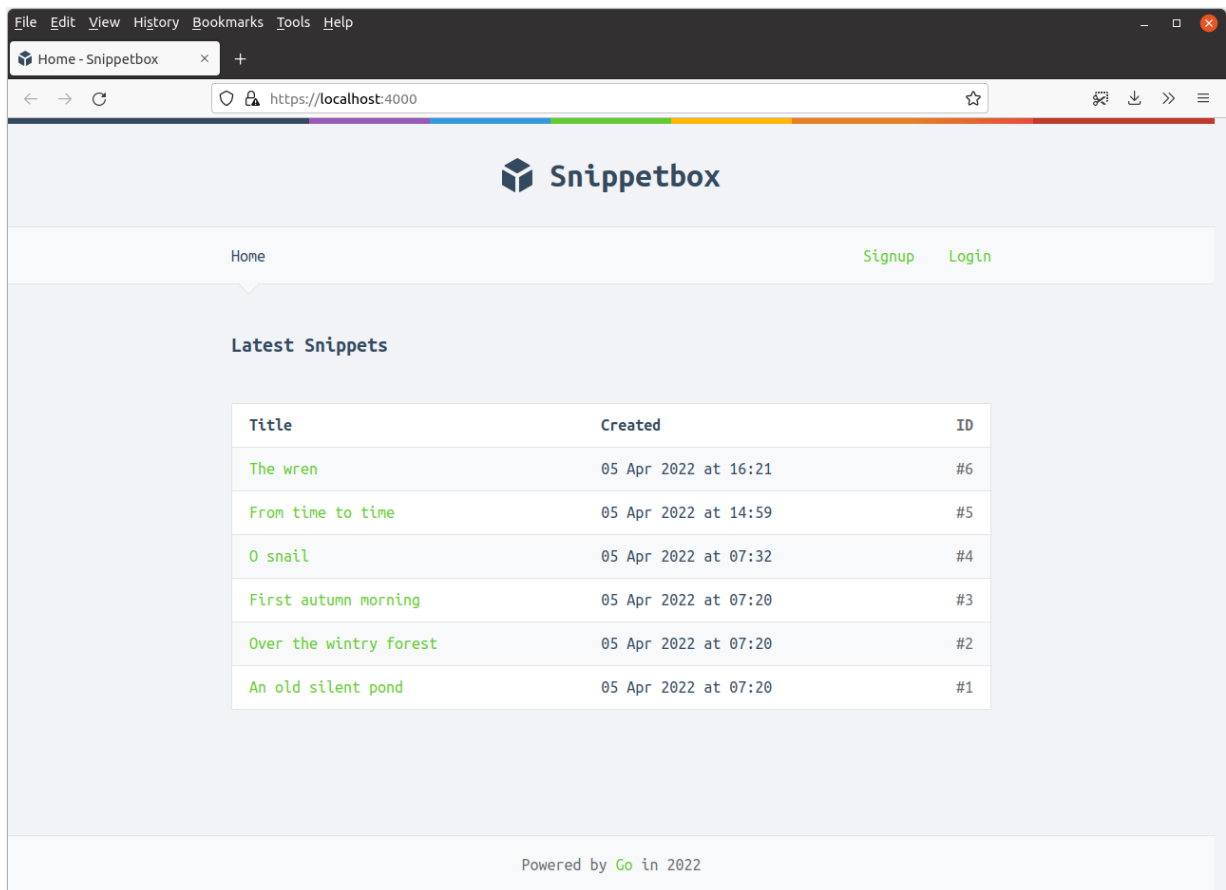 File Edit View History Bookmarks Tools Help
Home - Snippetbox
https://localhost:4000
Snippetbox
Home Signup Login
Latest Snippets
Title Created ID
The wren 05 Apr 2022 at 16:21 #6
From time to time 05 Apr 2022 at 14:59 #5
O snail 05 Apr 2022 at 07:32 #4
First autumn morning 05 Apr 2022 at 07:20 #3
Over the wintry forest 05 Apr 2022 at 07:20 #2
An old silent pond 05 Apr 2022 at 07:20 #1
Powered by Go in 2022